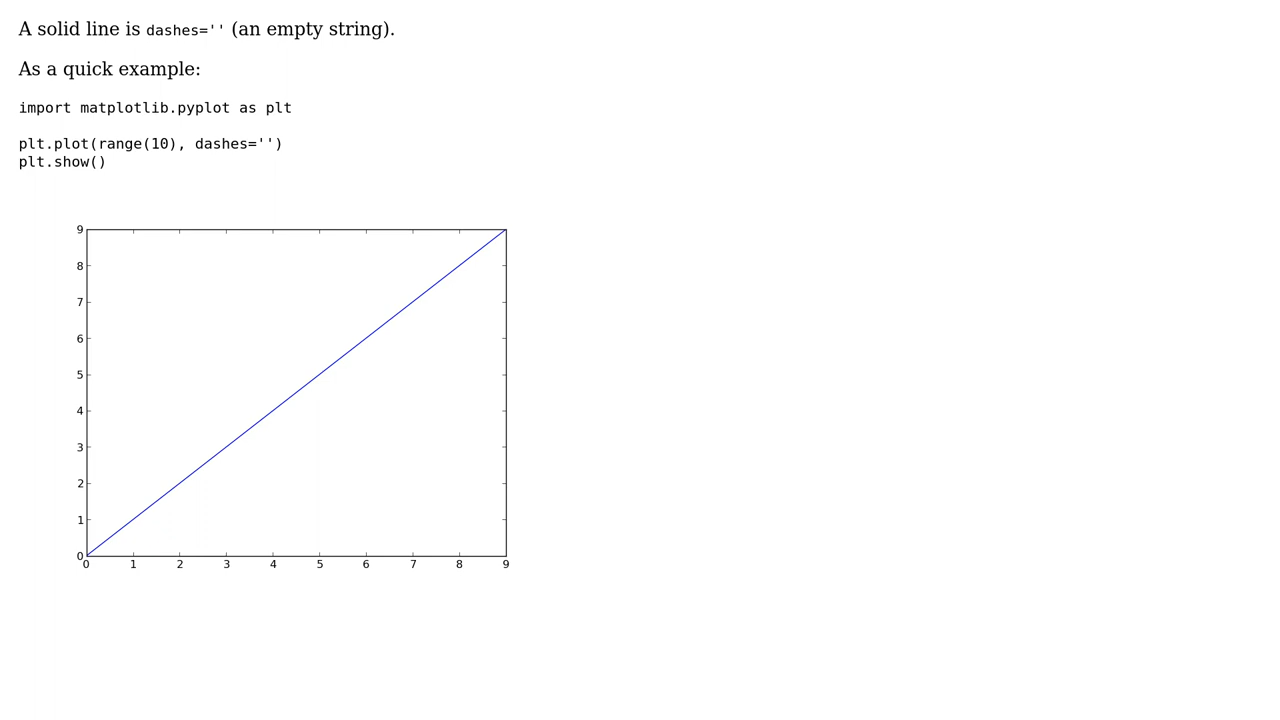 A solid line is dashes='' (an empty string).
As a quick example:
import matplotlib.pyplot as plt
plt.plot(range(10), dashes='')
plt.show()
9
8
7
6
5
4
3
2
1
0
0 1 2 3 4 5 6 7 8 9